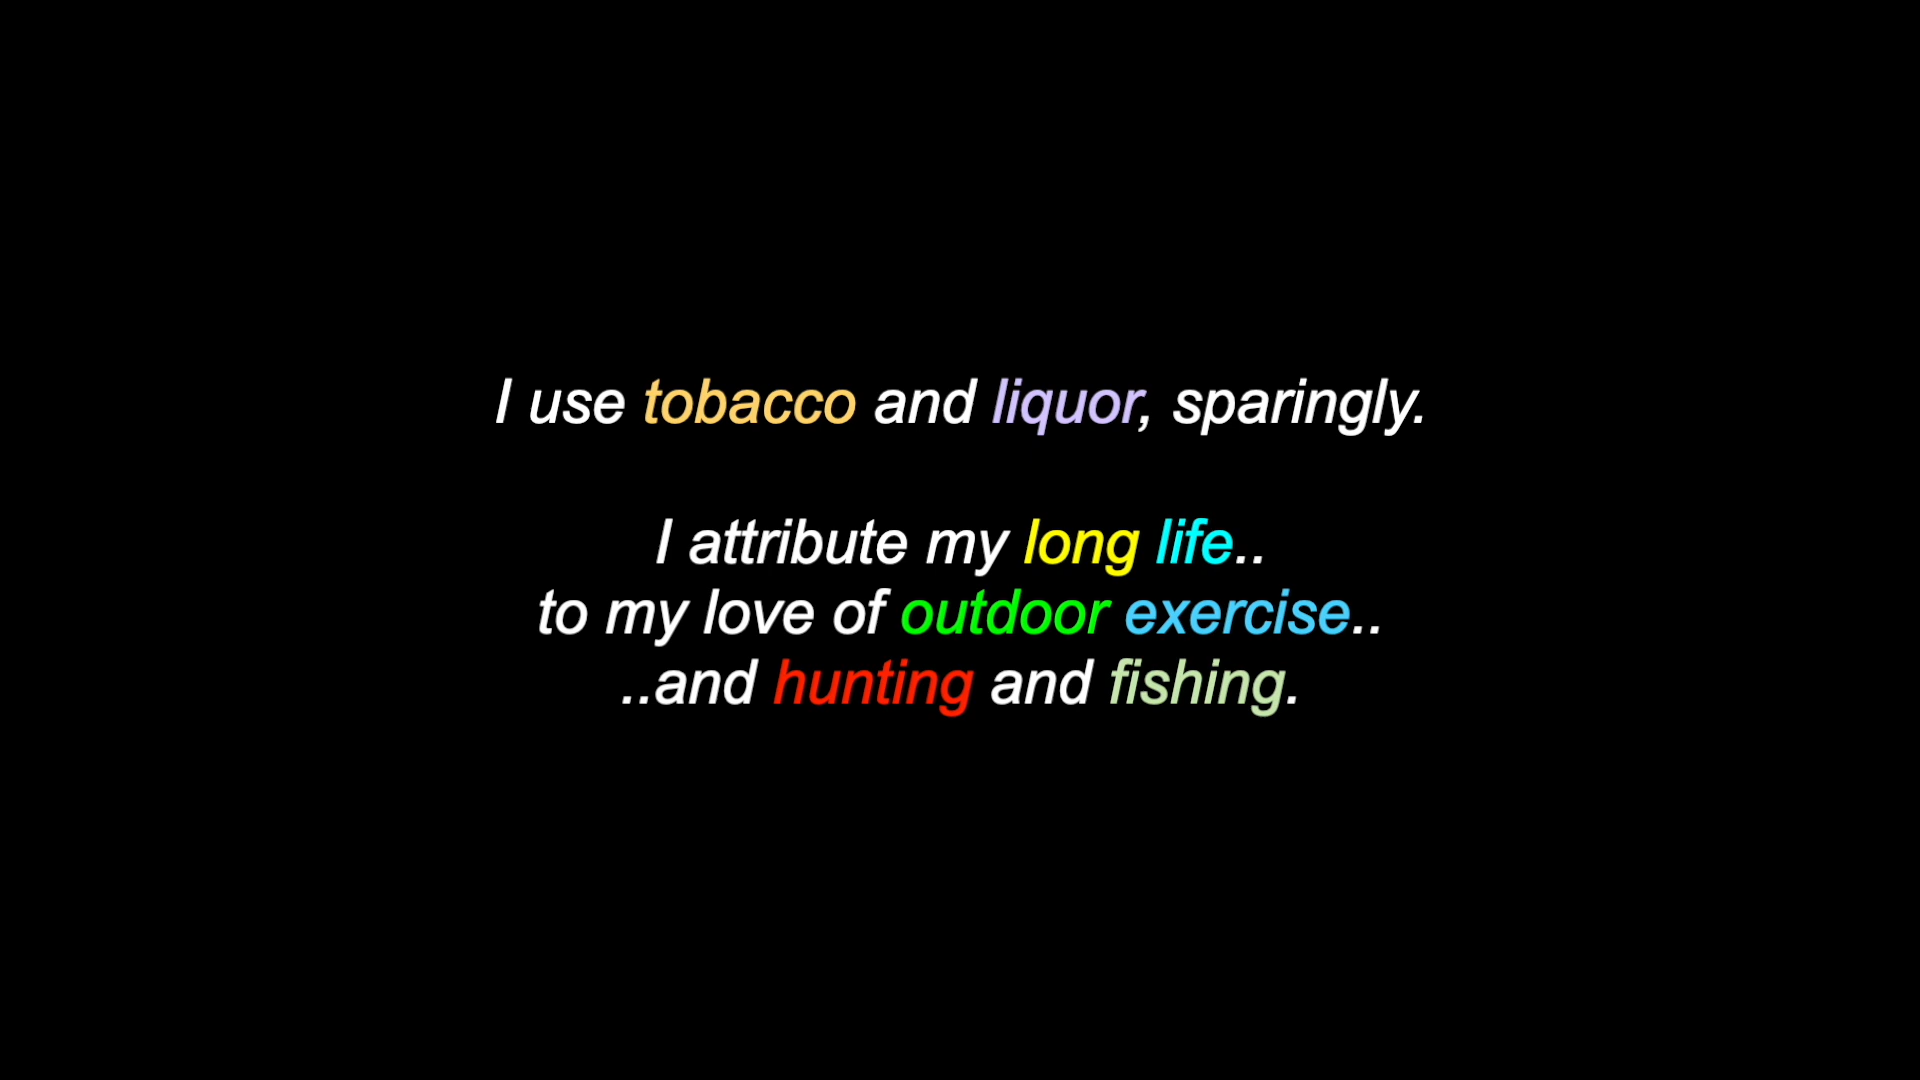 I use tobacco and liquor, sparingly.
I attribute my long life..
to my love of outdoor exercise..
..and hunting and fishing.